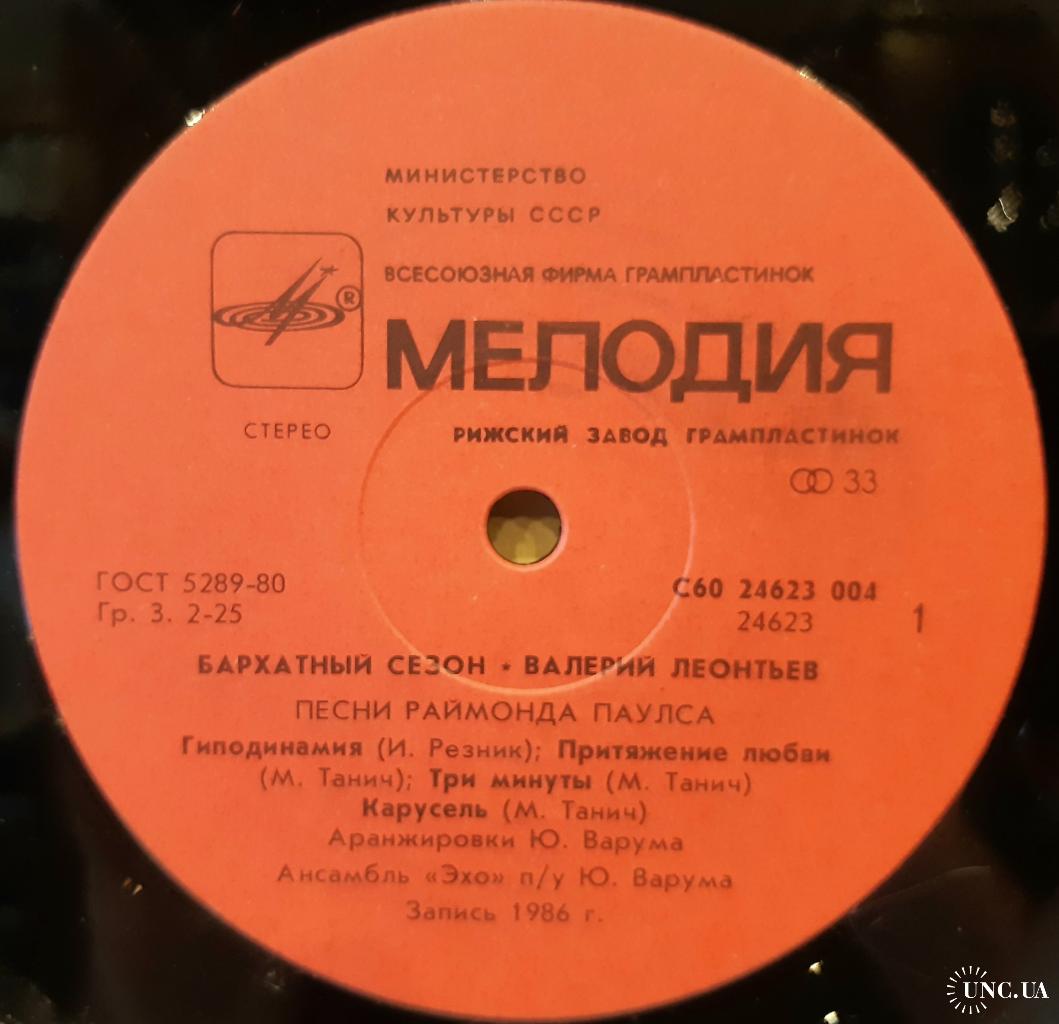 МИНИСТЕРСТВО
КУЛЬТУРЫ СССР
ВСЕСОЮЗНАЯ ФИРМА ГРАМПЛАСТИНОК
®
МЕЛОДИЯ
СТЕРЕО
РИЖСКИЙ ЗАВОД ГРАМПЛАСТИНОК
33
ГОСТ 5289-80
Гр. 3. 2-25
С60 24623 004
24623
1
БАРХАТНЫЙ СЕЗОН • ВАЛЕРИЙ ЛЕОНТЬЕВ
ПЕСНИ РАЙМОНДА ПАУЛСА
Гиподинамия (И. Резник); Притяжение любви
(М. Танич); Три минуты (М. Танич)
Карусель (М. Танич)
Аранжировки Ю. Варума
Ансамбль «Эхо» п/у Ю. Варума
Запись 1986 г.
UNC.UA